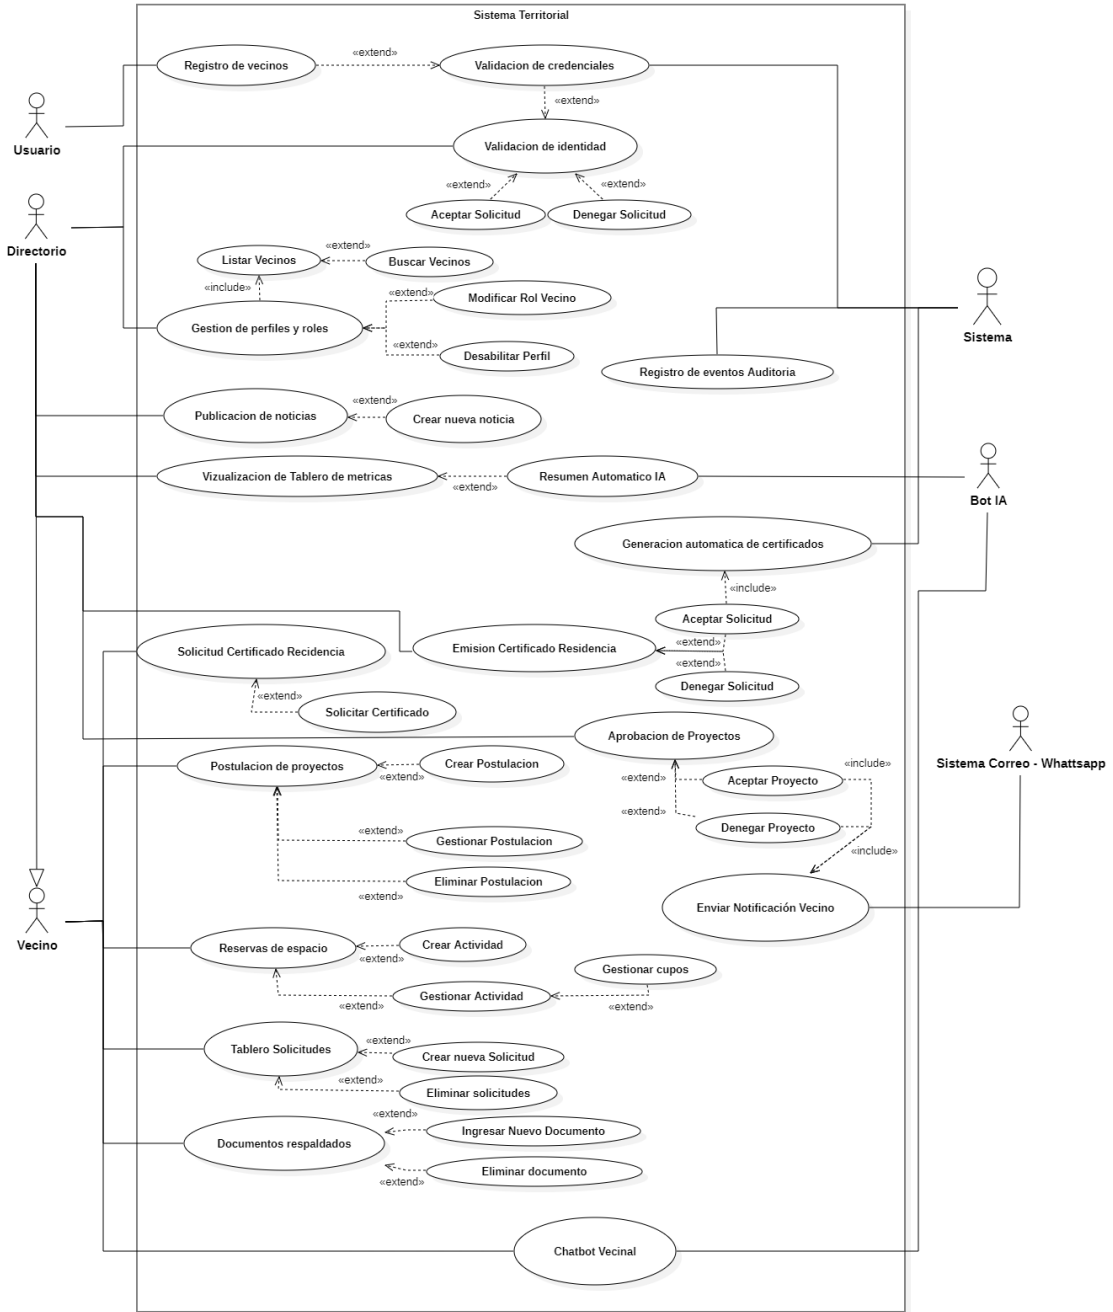 Sistema Territorial
Registro de vecinos
«extend»
Validacion de credenciales
«extend»
Usuario
Validacion de identidad
«extend»
«extend»
Aceptar Solicitud
Denegar Solicitud
Directorio
Listar Vecinos
«extend»
Buscar Vecinos
«include»
«extend»
Modificar Rol Vecino
Gestion de perfiles y roles
«extend»
Desabilitar Perfil
Sistema
Registro de eventos Auditoria
Publicacion de noticias
«extend»
Crear nueva noticia
Vizualizacion de Tablero de metricas
«extend»
Resumen Automatico IA
Bot IA
Generacion automatica de certificados
«include»
Aceptar Solicitud
Solicitud Certificado Residencia
Emision Certificado Residencia
«extend»
«extend»
Denegar Solicitud
«extend»
Solicitar Certificado
Aprobacion de Proyectos
Sistema Correo - Whattsapp
Postulacion de proyectos
«extend»
Crear Postulacion
«extend»
Aceptar Proyecto
«include»
«extend»
Denegar Proyecto
«extend»
Gestionar Postulacion
«include»
«extend»
Eliminar Postulacion
Enviar Notificación Vecino
Vecino
Reservas de espacio
«extend»
Crear Actividad
Gestionar cupos
«extend»
Gestionar Actividad
«extend»
Tablero Solicitudes
«extend»
Crear nueva Solicitud
«extend»
Eliminar solicitudes
Documentos respaldados
«extend»
Ingresar Nuevo Documento
«extend»
Eliminar documento
Chatbot Vecinal